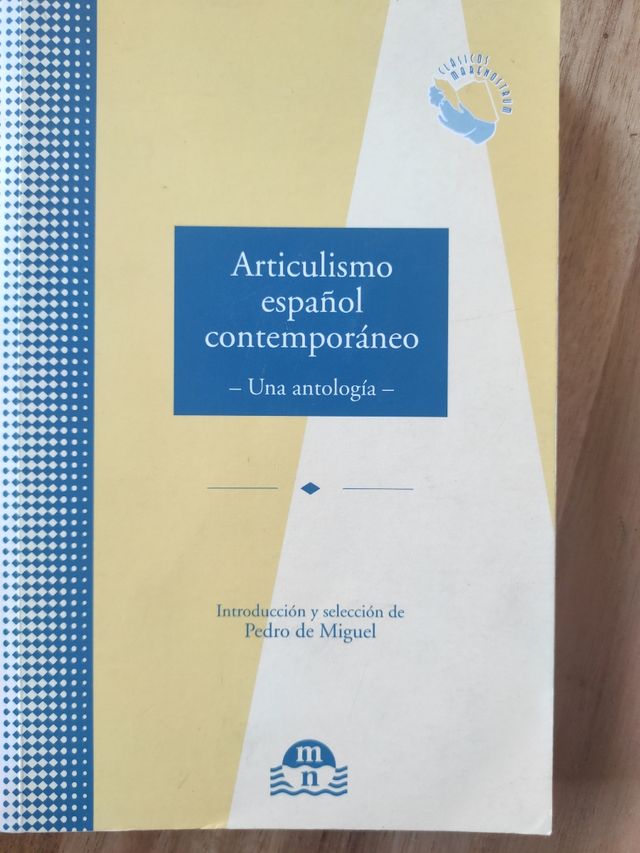 CLÁSICOS
MARENOSTRUM
Articulismo
español
contemporáneo
– Una antología –
Introducción y selección de
Pedro de Miguel
m
n